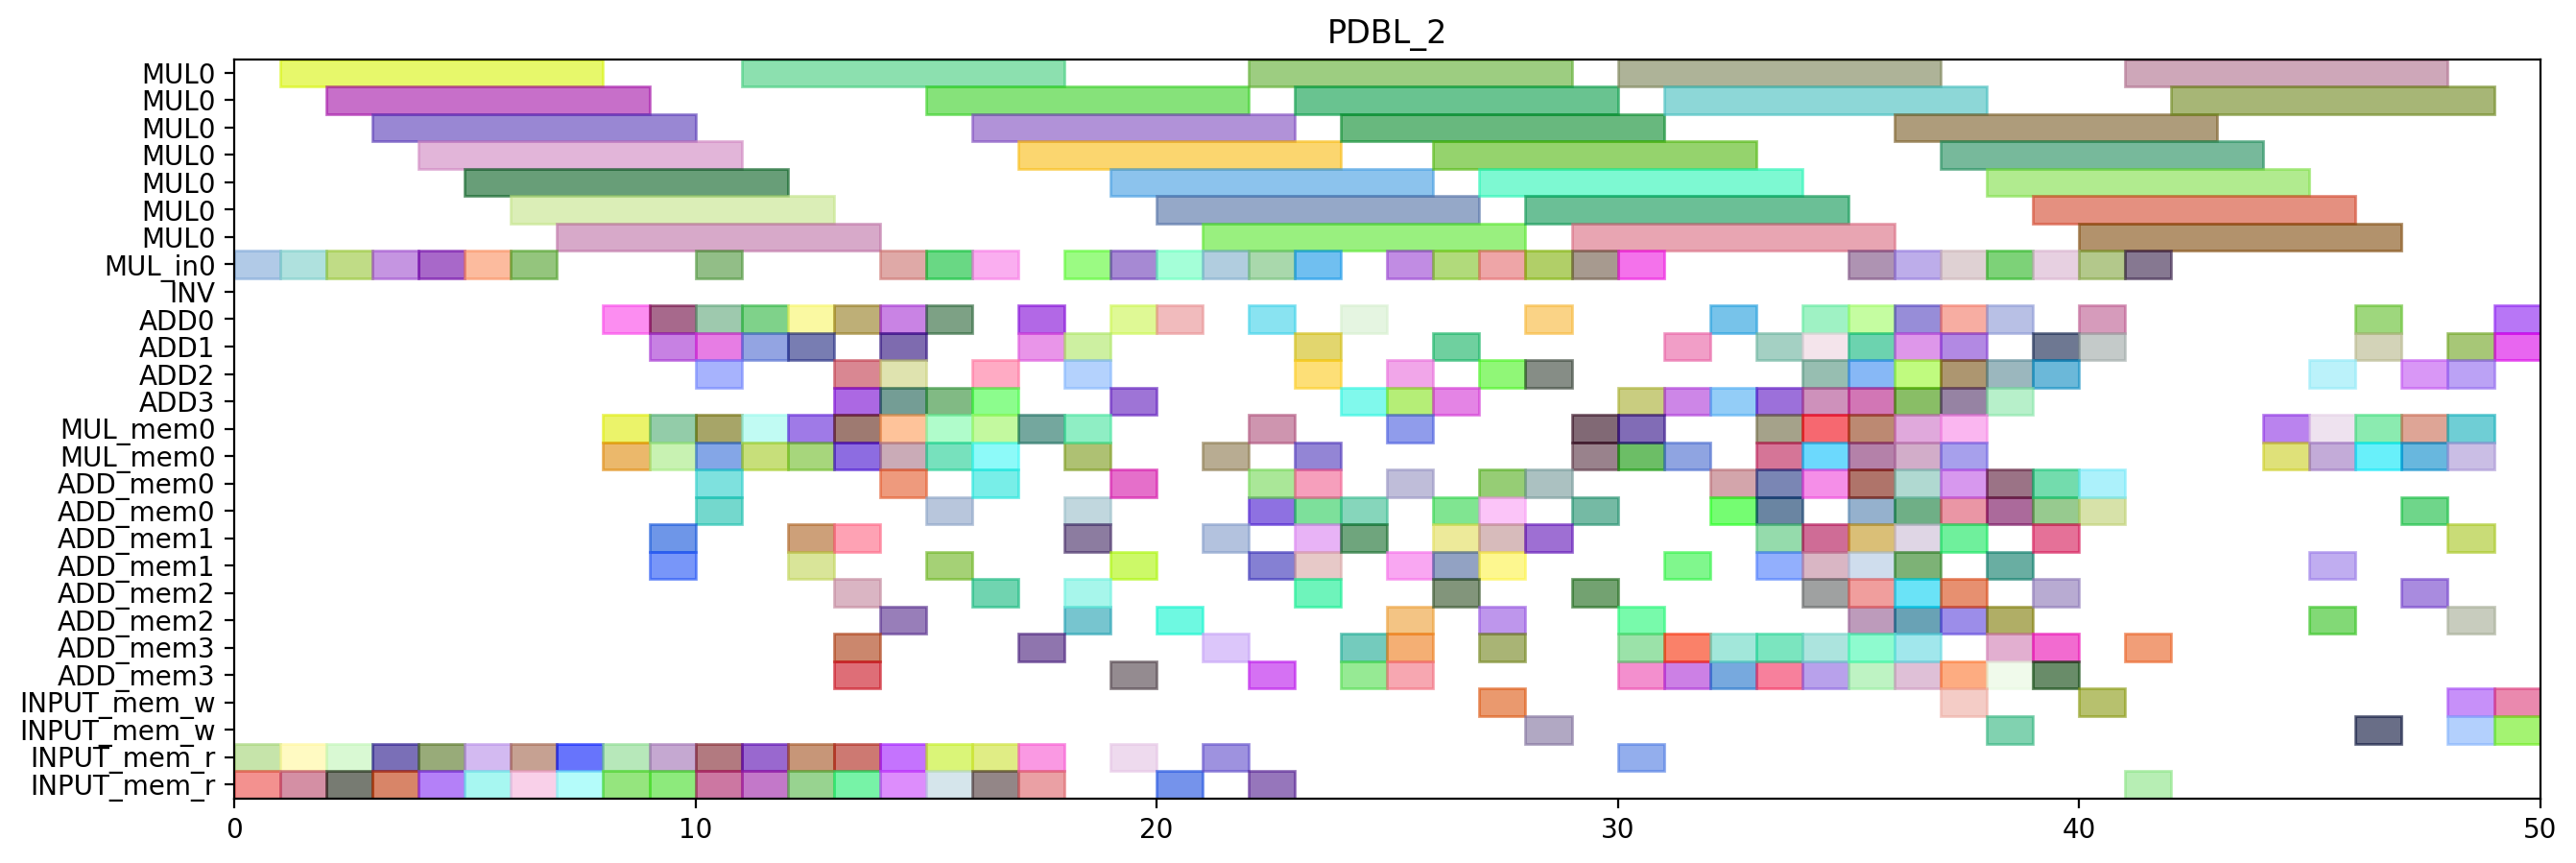 PDBL_2
MUL0
MUL0
MUL0
MUL0
MUL0
MUL0
MUL0
MUL_in0
INV
ADD0
ADD1
ADD2
ADD3
MUL_mem0
MUL_mem0
ADD_mem0
ADD_mem0
ADD_mem1
ADD_mem1
ADD_mem2
ADD_mem2
ADD_mem3
ADD_mem3
INPUT_mem_w
INPUT_mem_w
INPUT_mem_r
INPUT_mem_r
0 10 20 30 40 50